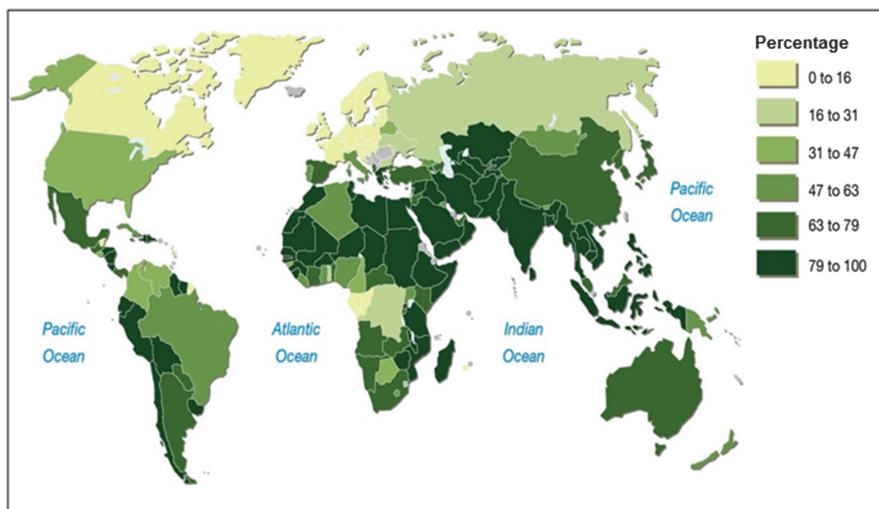 Percentage
0 to 16
16 to 31
31 to 47
47 to 63
63 to 79
79 to 100
Pacific
Ocean
Pacific
Ocean
Atlantic
Ocean
Indian
Ocean